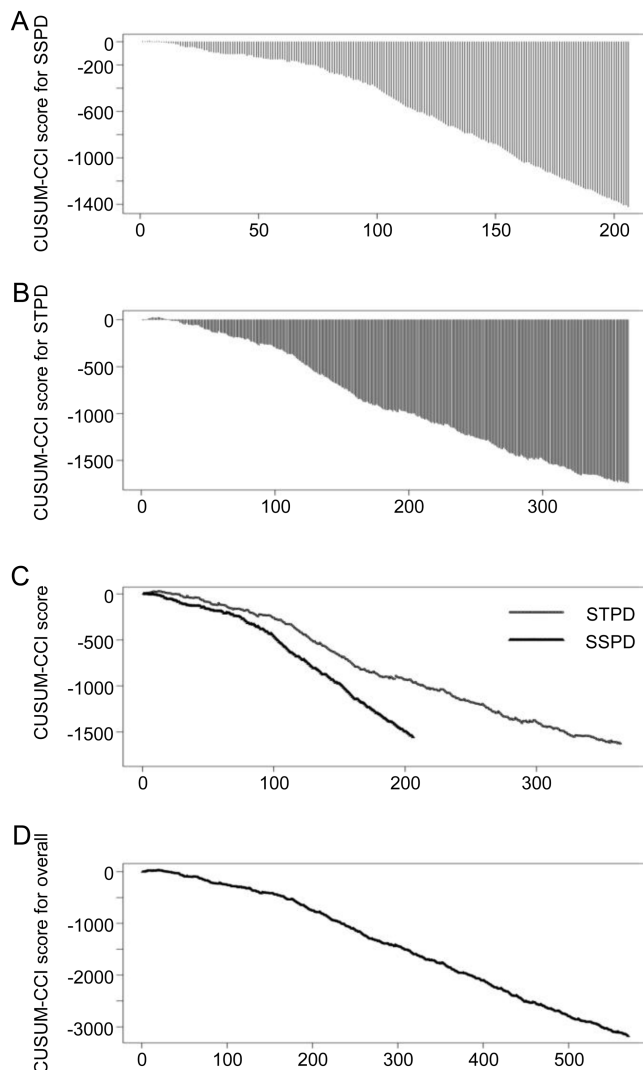 A
CUSUM-CCI score for SSPD
0
-200
-600
-1000
-1400
0 50 100 150 200
B
CUSUM-CCI score for STPD
0
-500
-1000
-1500
0 100 200 300
C
CUSUM-CCI score
0
-500
-1000
-1500
STPD
SSPD
0 100 200 300
D
CUSUM-CCI score for overall
0
-1000
-2000
-3000
0 100 200 300 400 500